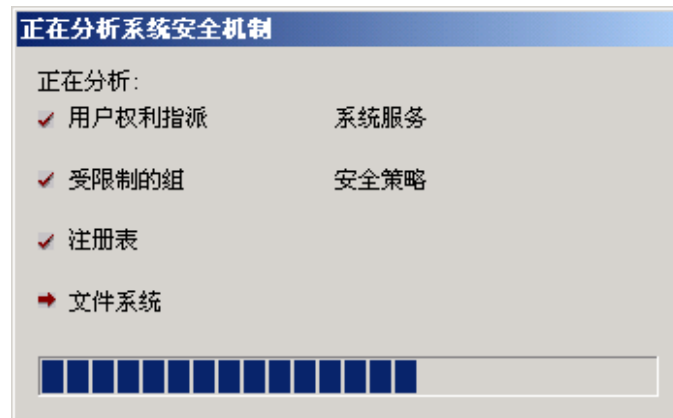 正在分析系统安全机制
正在分析:
用户权利指派 系统服务
受限制的组 安全策略
注册表
文件系统